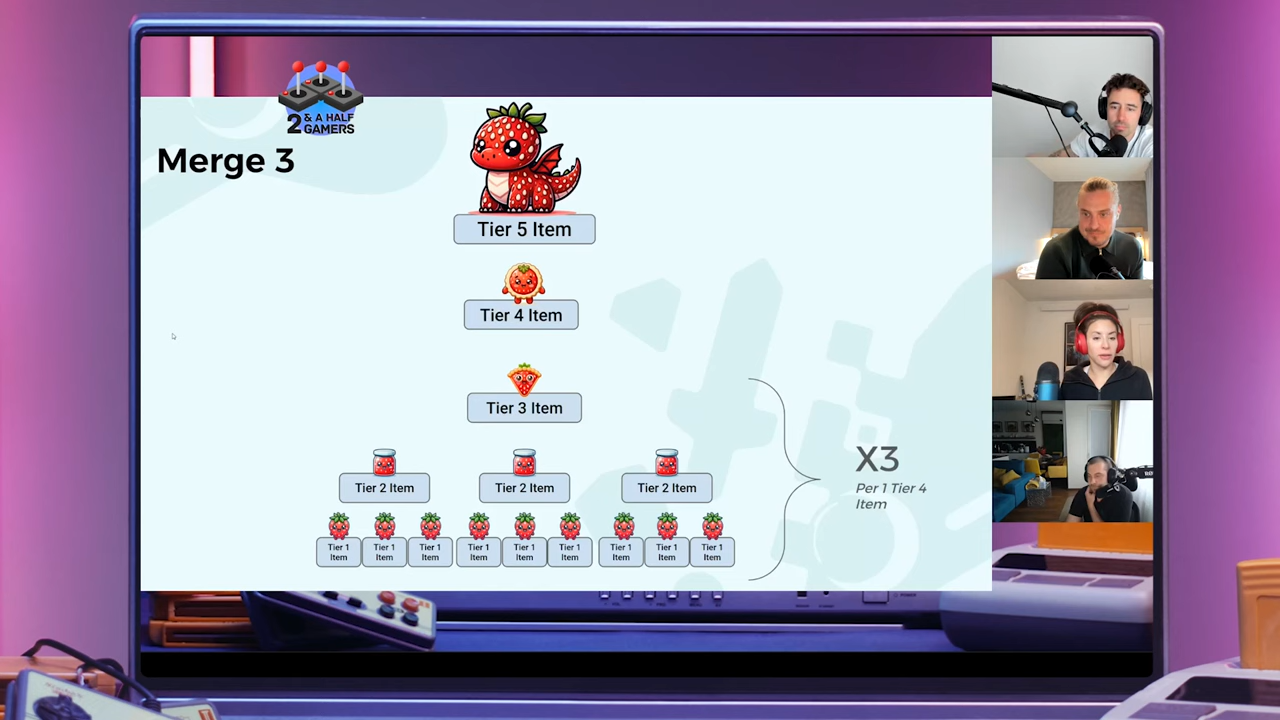 2 & A HALF
GAMERS
Merge 3
Tier 5 Item
Tier 4 Item
Tier 3 Item
Tier 2 Item
Tier 2 Item
Tier 2 Item
Tier 1
Item
Tier 1
Item
Tier 1
Item
Tier 1
Item
Tier 1
Item
Tier 1
Item
Tier 1
Item
Tier 1
Item
Tier 1
Item
X3
Per 1 Tier 4
Item